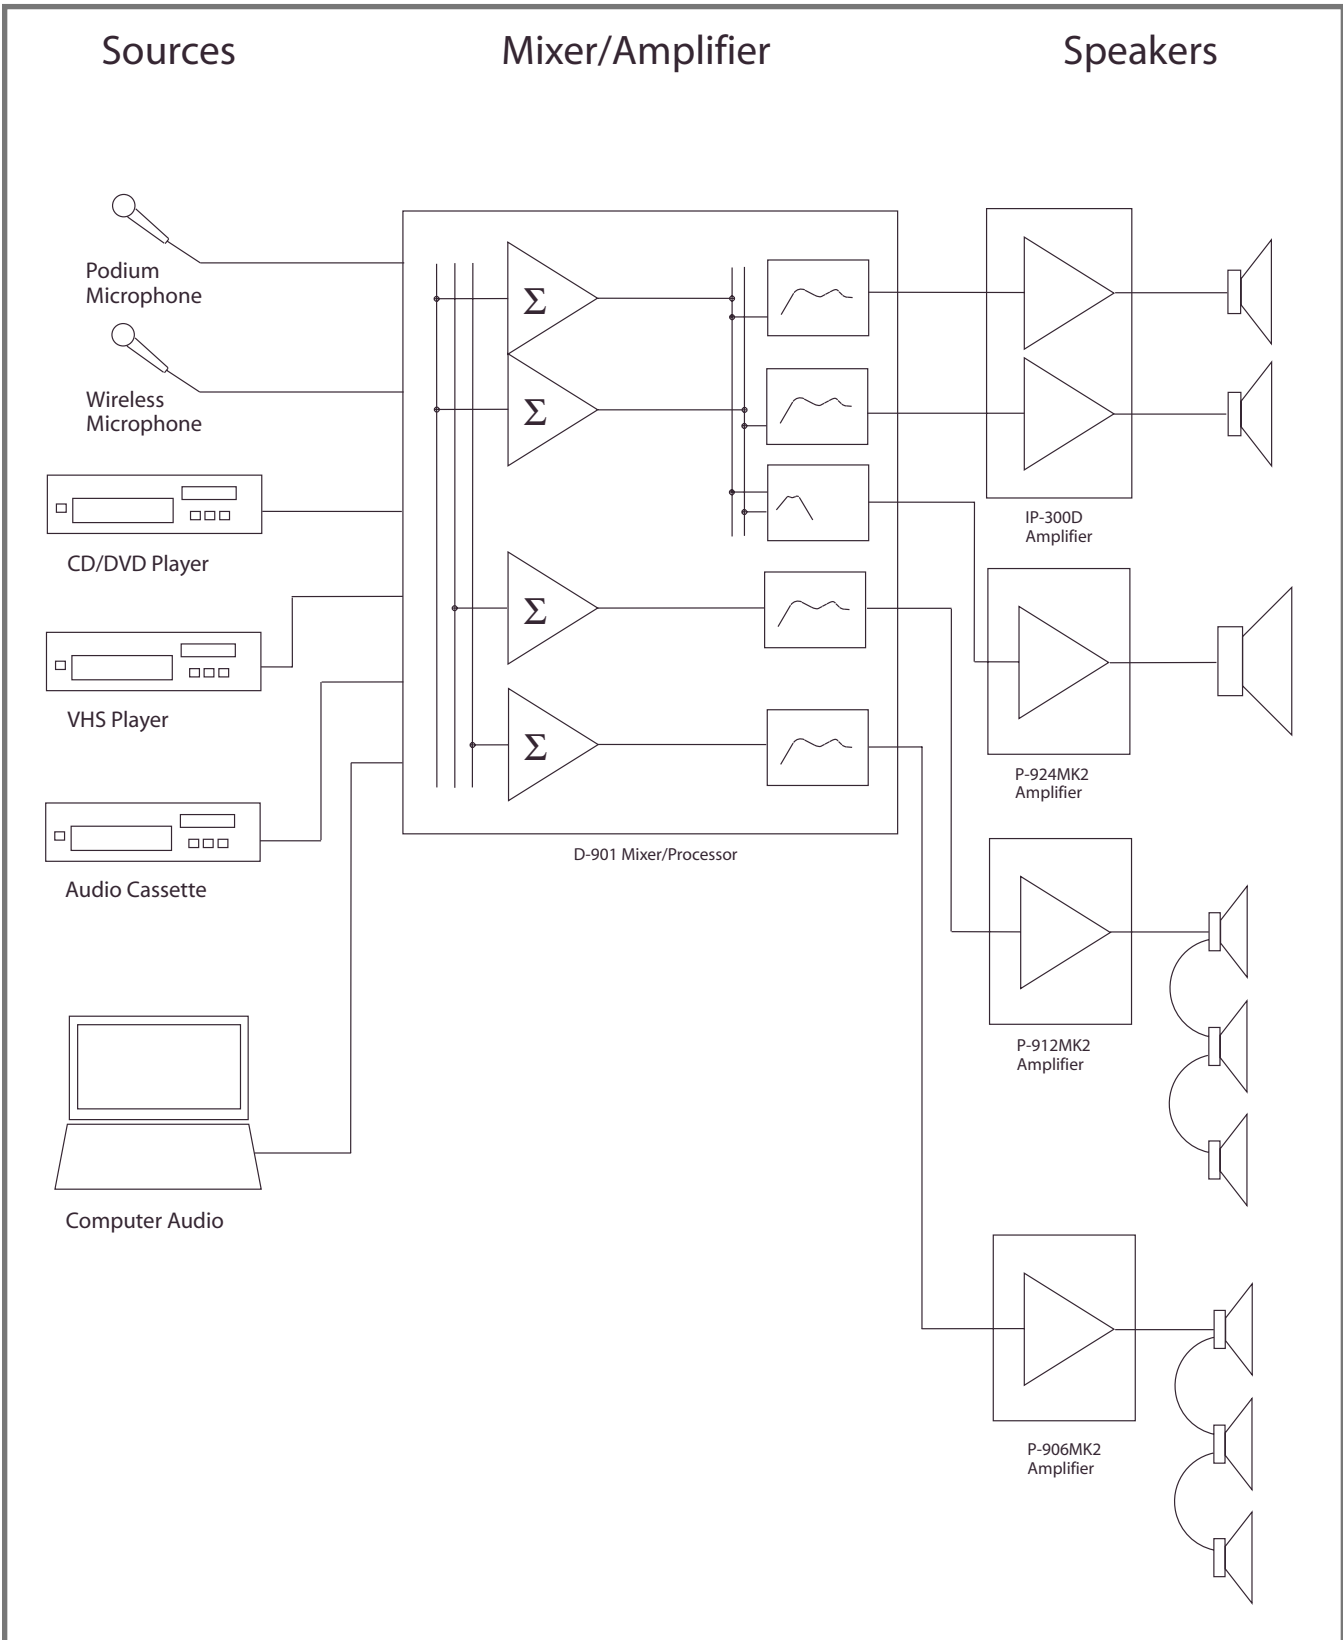 Sources
Mixer/Amplifier
Speakers
Podium
Microphone
Wireless
Microphone
CD/DVD Player
VHS Player
Audio Cassette
Computer Audio
Σ
Σ
Σ
Σ
D-901 Mixer/Processor
IP-300D
Amplifier
P-924MK2
Amplifier
P-912MK2
Amplifier
P-906MK2
Amplifier